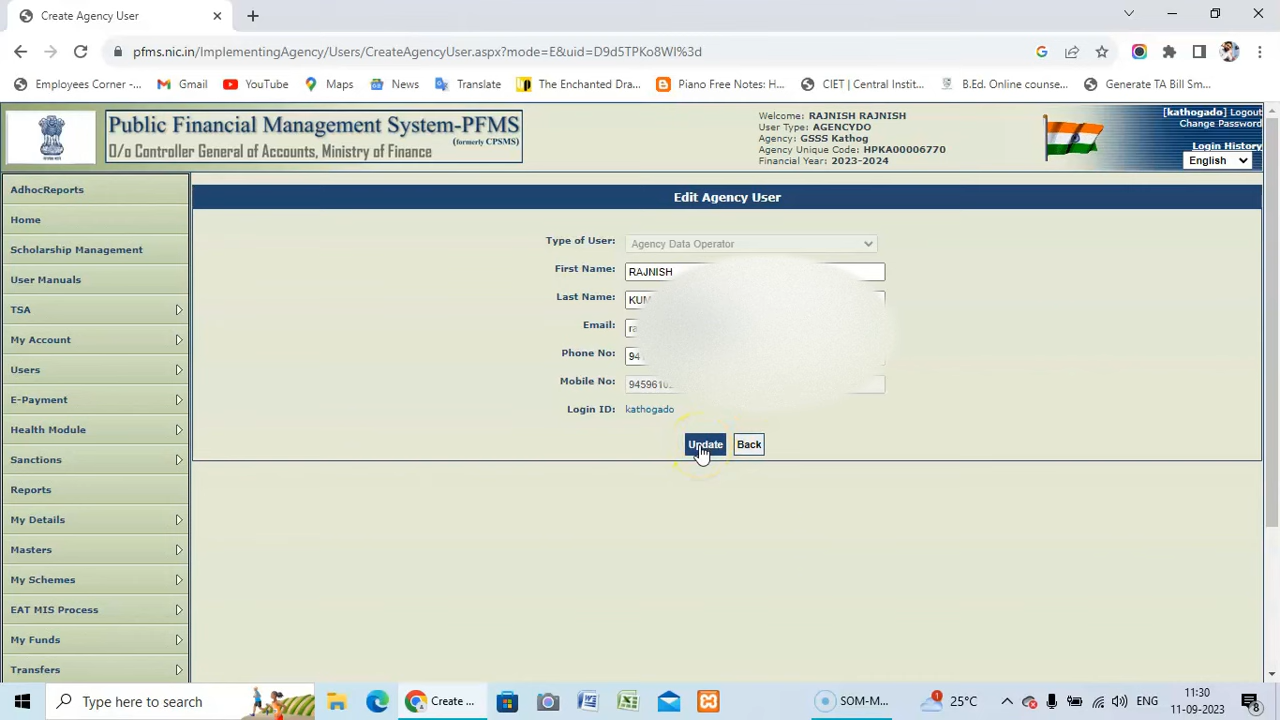 Create Agency User
pfms.nic.in/ImplementingAgency/Users/CreateAgencyUser.aspx?mode=E&uid=D9d5TPKo8WI%3d
Employees Corner -...
Gmail
YouTube
Maps
News
Translate
The Enchanted Dra...
Piano Free Notes: H...
CIET | Central Instit...
B.Ed. Online counse...
Generate TA Bill Sm...
Public Financial Management System-PFMS
(formerly CPSMS)
O/o Controller General of Accounts, Ministry of Finance
Welcome: RAJNISH RAJNISH
User Type: AGENCYDO
Agency: GSSS Kathog
Agency Unique Code: HPKA00006770
Financial Year: 2023-2024
[kathogado] Logout
Change Password
Login History
English
AdhocReports
Home
Scholarship Management
User Manuals
TSA
My Account
Users
E-Payment
Health Module
Sanctions
Reports
My Details
Masters
My Schemes
EAT MIS Process
My Funds
Transfers
Edit Agency User
Type of User: Agency Data Operator
First Name: RAJNISH
Last Name: KUM
Email: ra
Phone No: 94
Mobile No: 945961
Login ID: kathogado
Update Back
Type here to search
Create ...
SOM-M...
1
25°C
ENG
11:30
11-09-2023
8